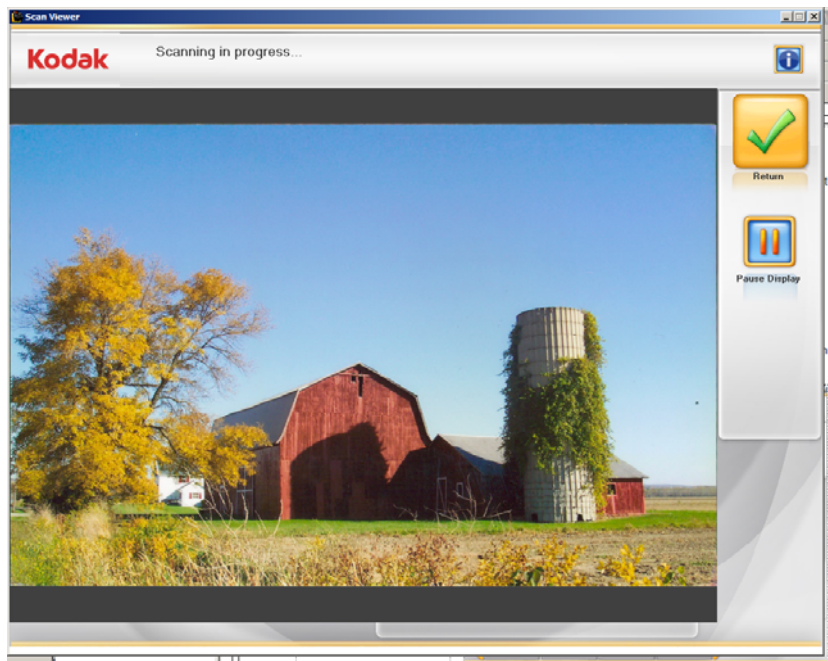 Scan Viewer
Kodak
Scanning in progress...
Return
Pause Display